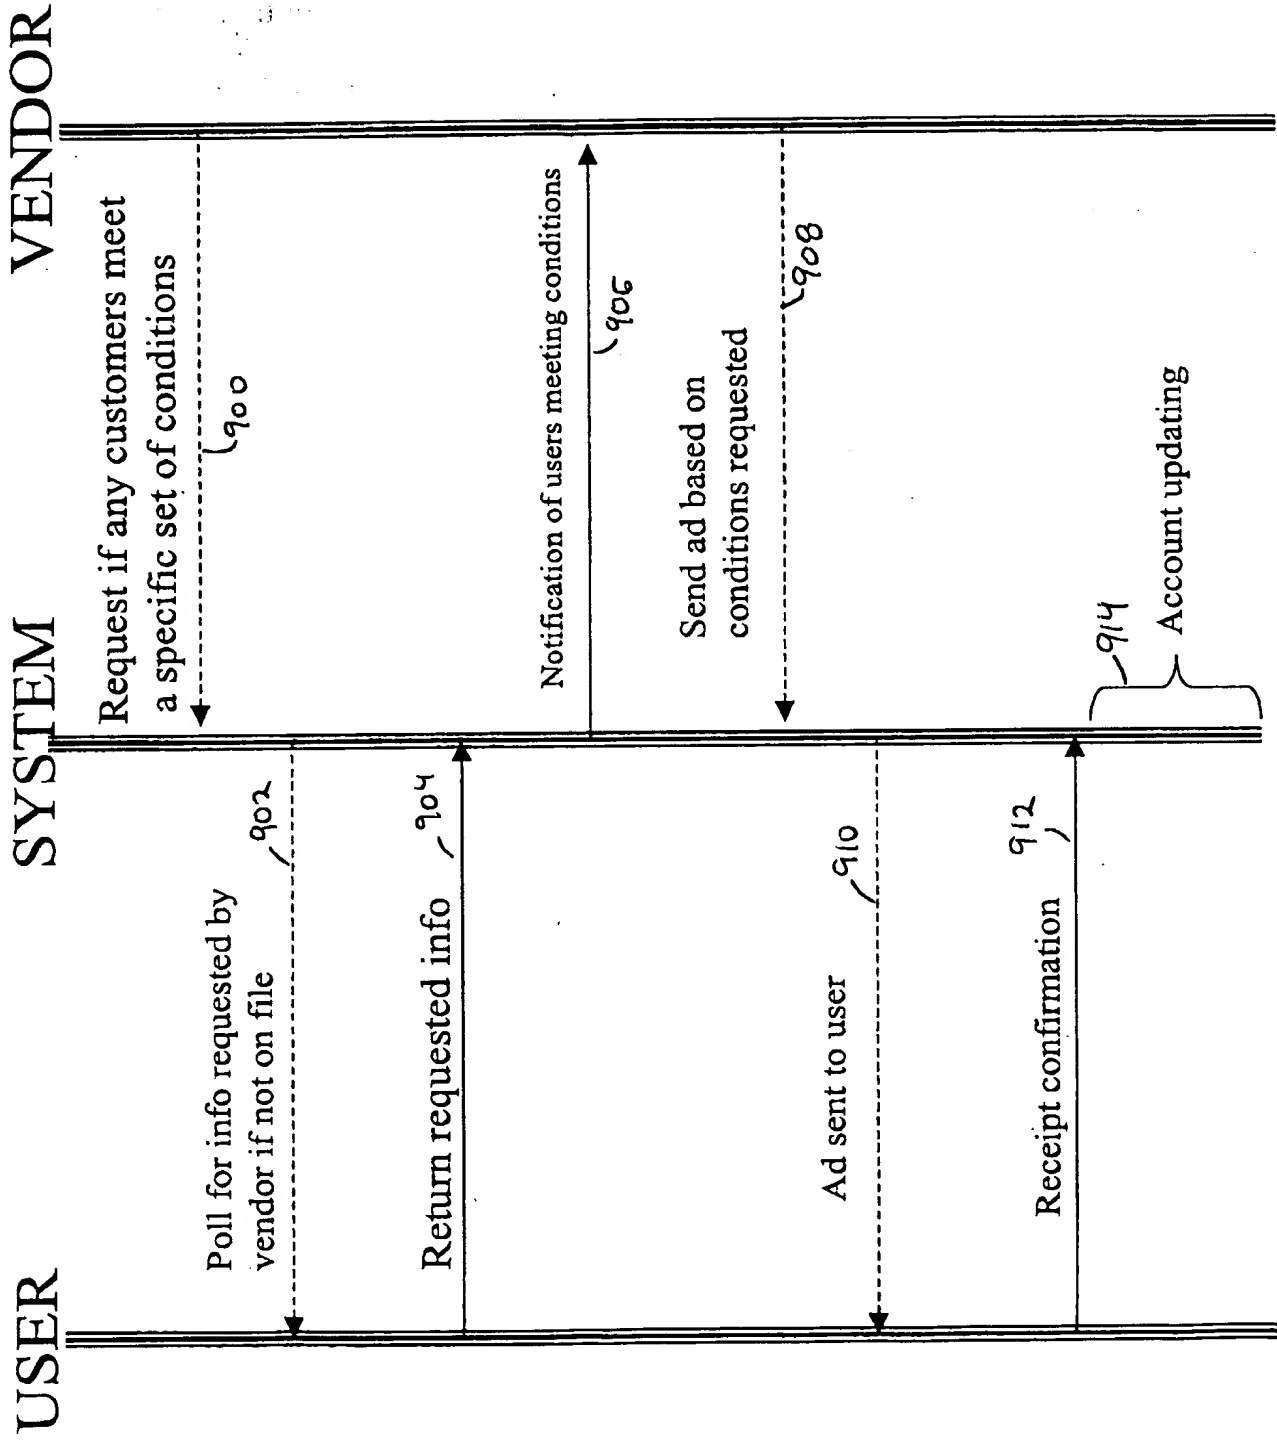 USER
SYSTEM
VENDOR
Request if any customers meet
a specific set of conditions
900
Poll for info requested by
vendor if not on file
902
Return requested info
904
Notification of users meeting conditions
906
Send ad based on
conditions requested
908
Ad sent to user
910
Receipt confirmation
912
914
Account updating